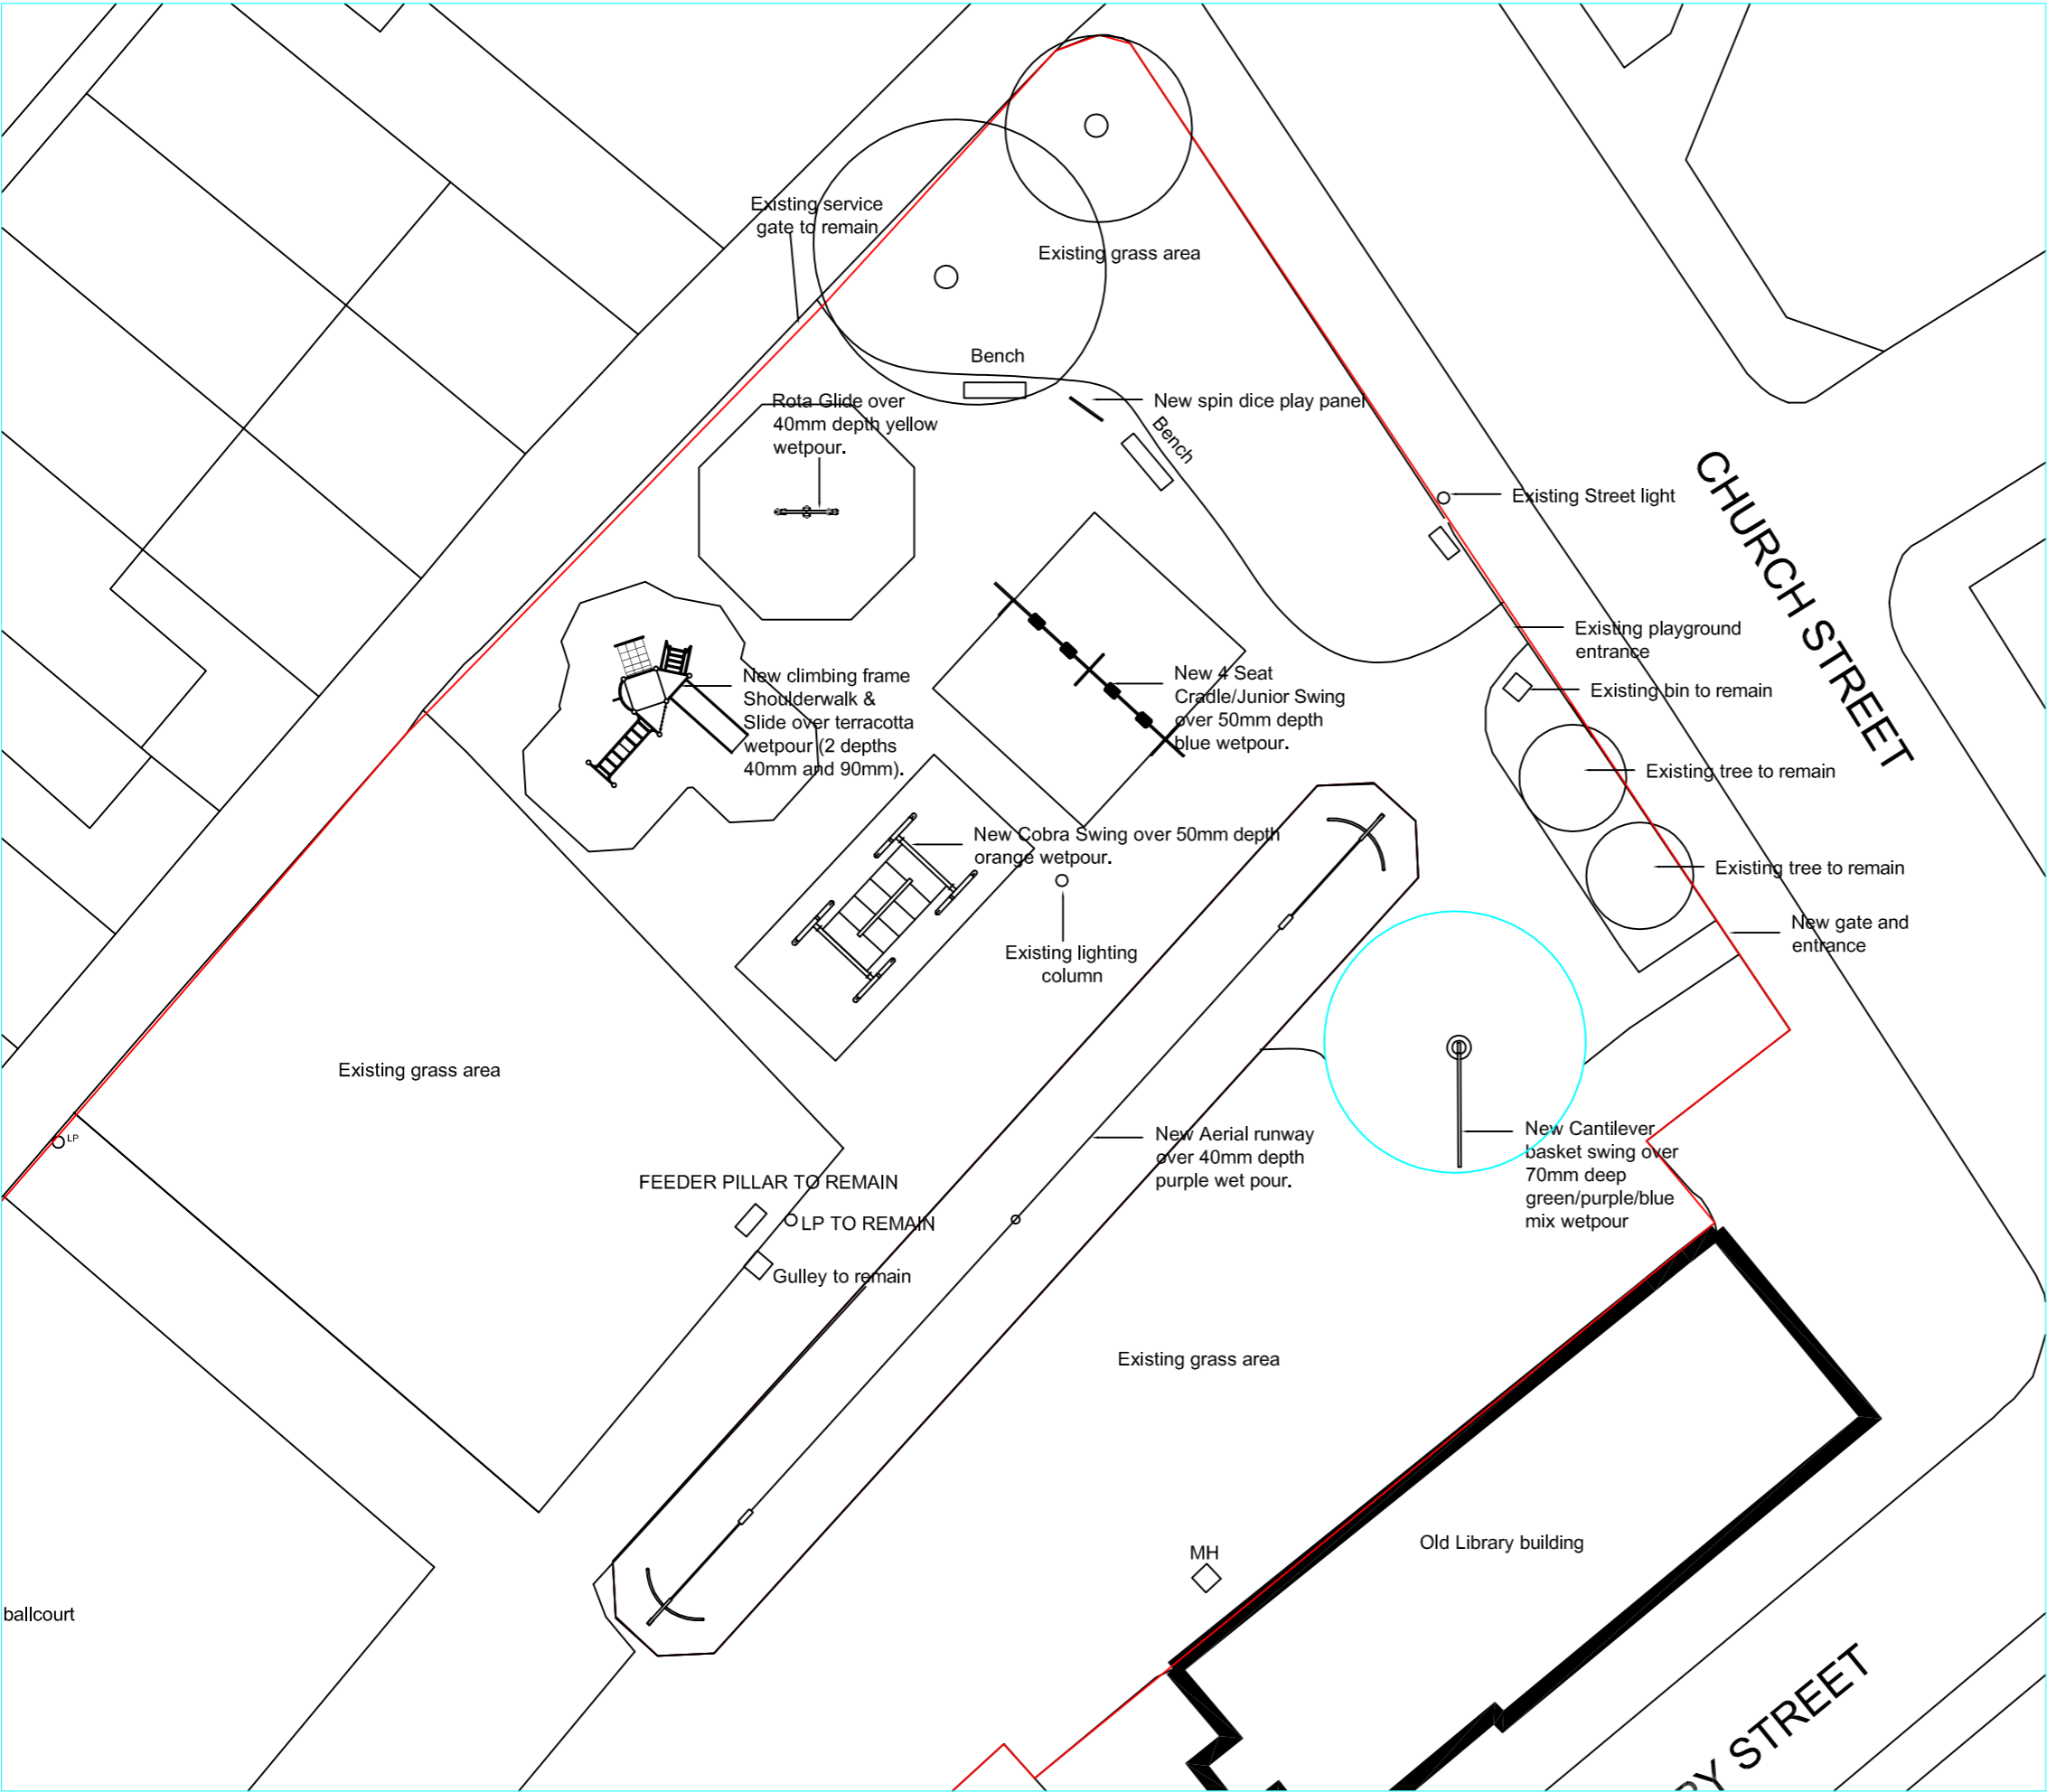 Existing service
gate to remain
Existing grass area
Bench
Rota Glide over
40mm depth yellow
wetpour.
New spin dice play panel
Bench
Existing Street light
CHURCH STREET
Existing playground
entrance
Existing bin to remain
New climbing frame
Shoulderwalk &
Slide over terracotta
wetpour (2 depths
40mm and 90mm).
New 4 Seat
Cradle/Junior Swing
over 50mm depth
blue wetpour.
Existing tree to remain
New Cobra Swing over 50mm depth
orange wetpour.
Existing tree to remain
Existing lighting
column
New gate and
entrance
Existing grass area
LP
New Aerial runway
over 40mm depth
purple wet pour.
New Cantilever
basket swing over
70mm deep
green/purple/blue
mix wetpour
FEEDER PILLAR TO REMAIN
LP TO REMAIN
Gulley to remain
Existing grass area
Old Library building
MH
ballcourt
RY STREET